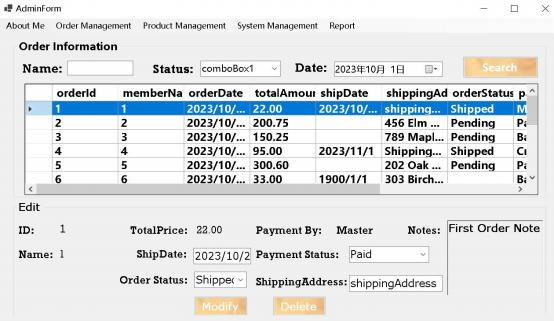 AdminForm
About Me Order Management Product Management System Management Report
Order Information
Name: Status: comboBox1 Date: 2023年10月 1日 Search
orderId memberNa orderDate totalAmour shipDate shippingAd orderStatus p
1 1 2023/10/... 22.00 2023/10/... shipping... Shipped M
2 2 2023/10/... 200.75 456 Elm ... Pending Pa
3 3 2023/10/... 150.25 789 Mapl... Pending Ba
4 4 2023/10/... 95.00 2023/11/1 Shipping... Shipped Cr
5 5 2023/10/... 300.60 202 Oak ... Pending Pa
6 6 2023/10/... 33.00 1900/1/1 303 Birch... Ba
Edit
ID: 1 TotalPrice: 22.00 Payment By: Master Notes: First Order Note
Name: 1 ShipDate: 2023/10/2 Payment Status: Paid
Order Status: Shipped ShippingAddress: shippingAddress
Modify Delete